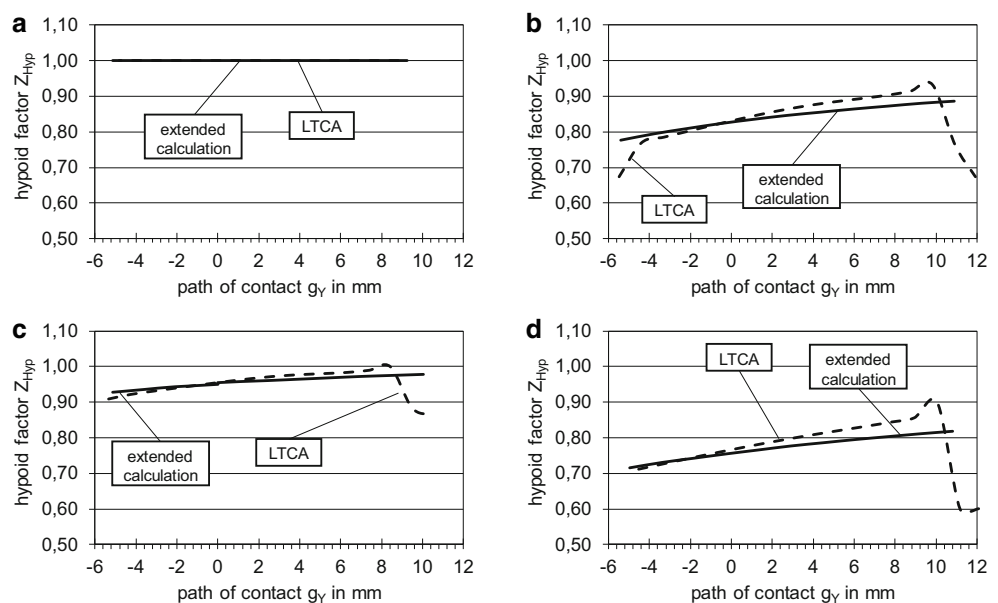 a
1,10
1,00
0,90
0,80
0,70
0,60
0,50
hypoid factor Z_Hyp
extended
calculation
LTCA
-6 -4 -2 0 2 4 6 8 10 12
path of contact g_Y in mm
b
1,10
1,00
0,90
0,80
0,70
0,60
0,50
hypoid factor Z_Hyp
LTCA
extended
calculation
-6 -4 -2 0 2 4 6 8 10 12
path of contact g_Y in mm
c
1,10
1,00
0,90
0,80
0,70
0,60
0,50
hypoid factor Z_Hyp
extended
calculation
LTCA
-6 -4 -2 0 2 4 6 8 10 12
path of contact g_Y in mm
d
1,10
1,00
0,90
0,80
0,70
0,60
0,50
hypoid factor Z_Hyp
LTCA
extended
calculation
-6 -4 -2 0 2 4 6 8 10 12
path of contact g_Y in mm